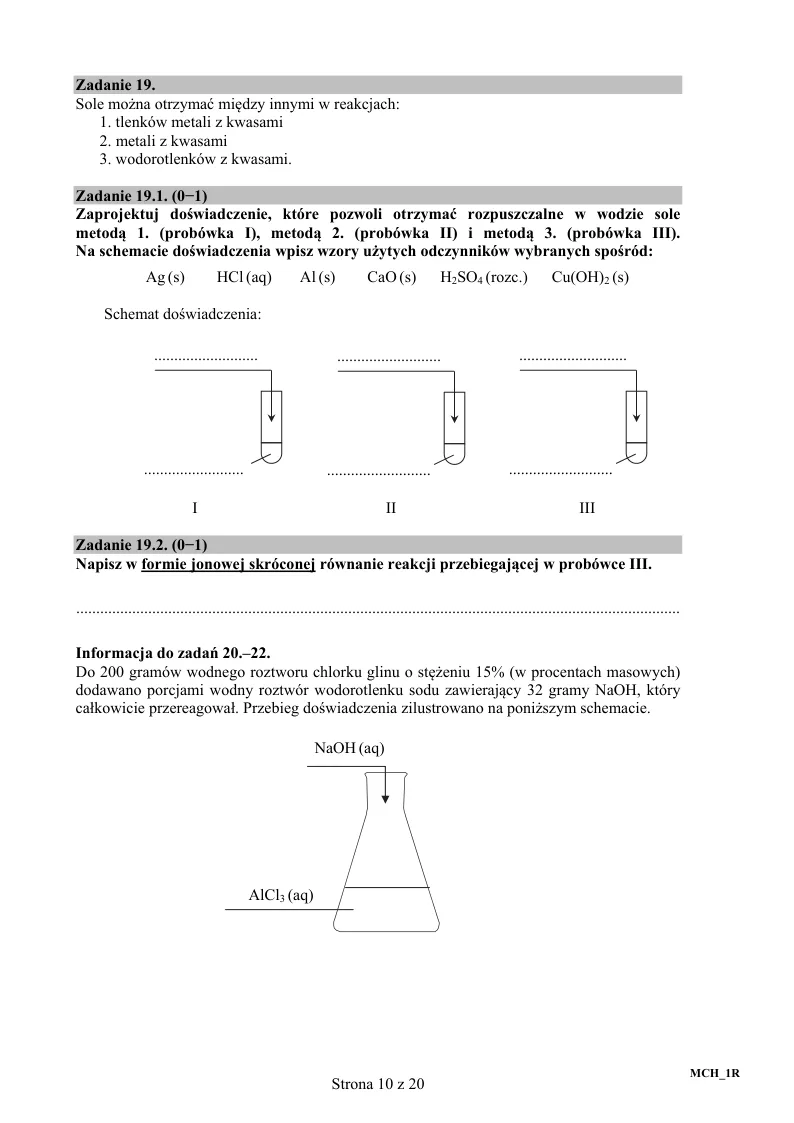 Zadanie 19.
Sole można otrzymać między innymi w reakcjach:
1. tlenków metali z kwasami
2. metali z kwasami
3. wodorotlenków z kwasami.
Zadanie 19.1. (0−1)
Zaprojektuj doświadczenie, które pozwoli otrzymać rozpuszczalne w wodzie sole
metodą 1. (probówka I), metodą 2. (probówka II) i metodą 3. (probówka III).
Na schemacie doświadczenia wpisz wzory użytych odczynników wybranych spośród:
Ag (s) HCl (aq) Al (s) CaO (s) H₂SO₄ (rozc.) Cu(OH)₂ (s)
Schemat doświadczenia:
.......................... .......................... ...........................
......................... .......................... ..........................
I II III
Zadanie 19.2. (0−1)
Napisz w formie jonowej skróconej równanie reakcji przebiegającej w probówce III.
.......................................................................................................................................................
Informacja do zadań 20.–22.
Do 200 gramów wodnego roztworu chlorku glinu o stężeniu 15% (w procentach masowych)
dodawano porcjami wodny roztwór wodorotlenku sodu zawierający 32 gramy NaOH, który
całkowicie przereagował. Przebieg doświadczenia zilustrowano na poniższym schemacie.
NaOH (aq)
AlCl₃ (aq)
Strona 10 z 20
MCH_1R